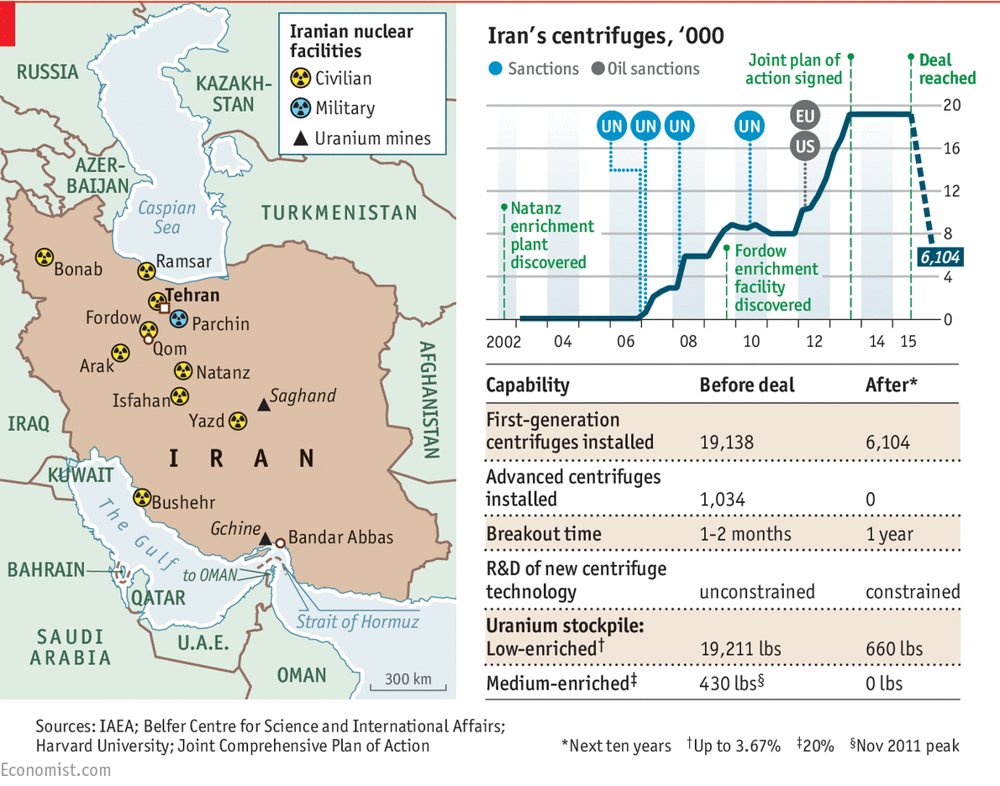 RUSSIA
KAZAKH-
STAN
AZER-
BAIJAN
Caspian
Sea
TURKMENISTAN
Iranian nuclear
facilities
Civilian
Military
Uranium mines
Bonab
Ramsar
Tehran
Fordow
Parchin
Qom
Arak
Natanz
Isfahan
Saghand
Yazd
AFGHANISTAN
IRAQ
IRAN
KUWAIT
Bushehr
The Gulf
Gchine
Bandar Abbas
BAHRAIN
to OMAN
QATAR
Strait of Hormuz
SAUDI
ARABIA
U.A.E.
OMAN
300 km
Iran's centrifuges, ‘000
Sanctions
Oil sanctions
Joint plan of
action signed
Deal
reached
UN
UN
UN
UN
EU
US
20
16
12
8
4
0
6,104
Natanz
enrichment
plant
discovered
Fordow
enrichment
facility
discovered
2002 04 06 08 10 12 14 15
Capability Before deal After*
First-generation
centrifuges installed 19,138 6,104
Advanced centrifuges
installed 1,034 0
Breakout time 1-2 months 1 year
R&D of new centrifuge
technology unconstrained constrained
Uranium stockpile:
Low-enriched† 19,211 lbs 660 lbs
Medium-enriched‡ 430 lbs§ 0 lbs
Sources: IAEA; Belfer Centre for Science and International Affairs;
Harvard University; Joint Comprehensive Plan of Action
*Next ten years †Up to 3.67% ‡20% §Nov 2011 peak
Economist.com